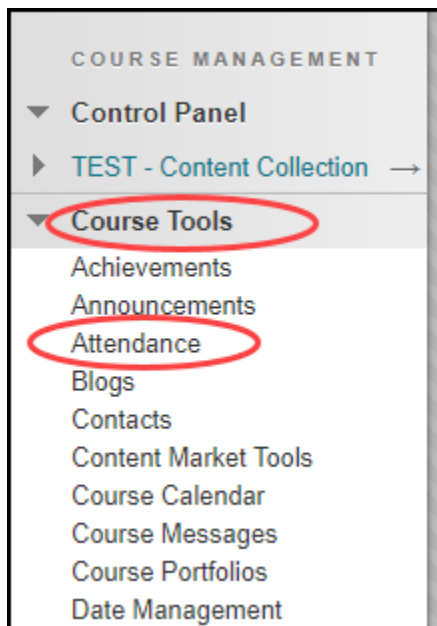 COURSE MANAGEMENT
Control Panel
TEST - Content Collection →
Course Tools
Achievements
Announcements
Attendance
Blogs
Contacts
Content Market Tools
Course Calendar
Course Messages
Course Portfolios
Date Management